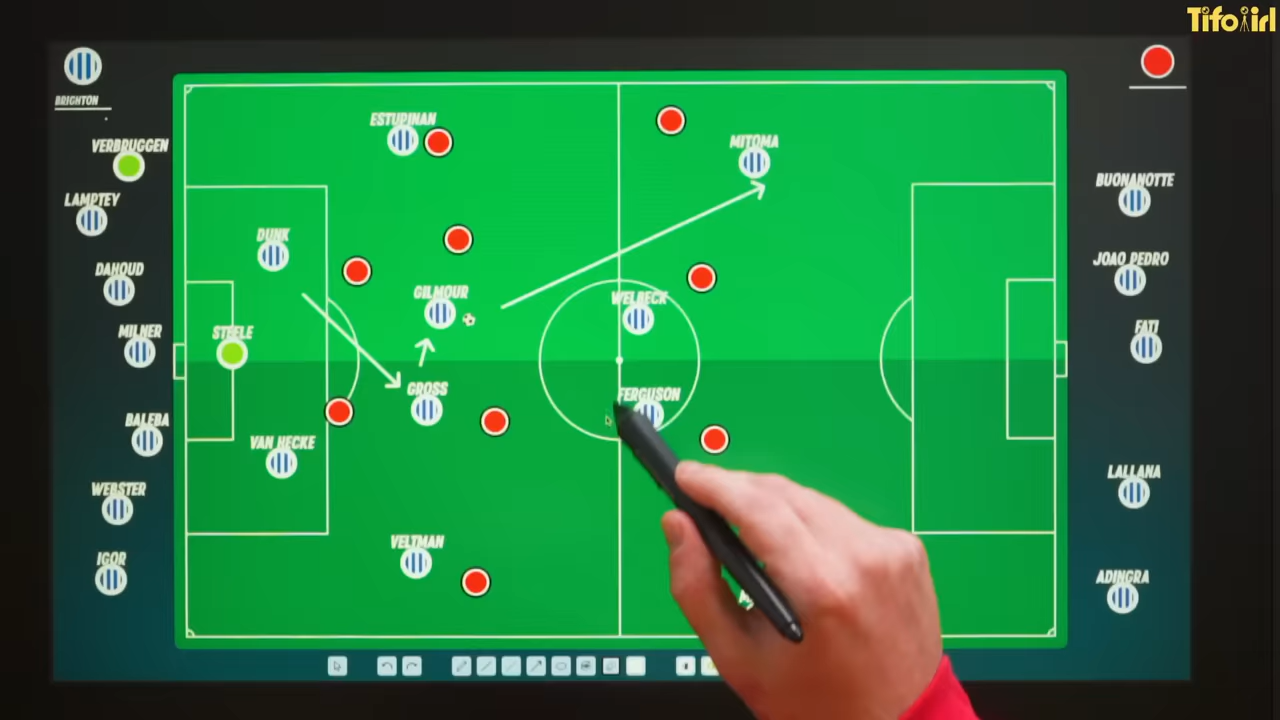 Tifo irl
BRIGHTON
VERBRUGGEN
LAMPTEY
DAHOUD
MILNER
BALEBA
WEBSTER
IGOR
ESTUPINAN
DUNK
STEELE
VAN HECKE
GILMOUR
GROSS
VELTMAN
MITOMA
WELBECK
FERGUSON
BUONANOTTE
JOAO PEDRO
FATI
LALLANA
ADINGRA